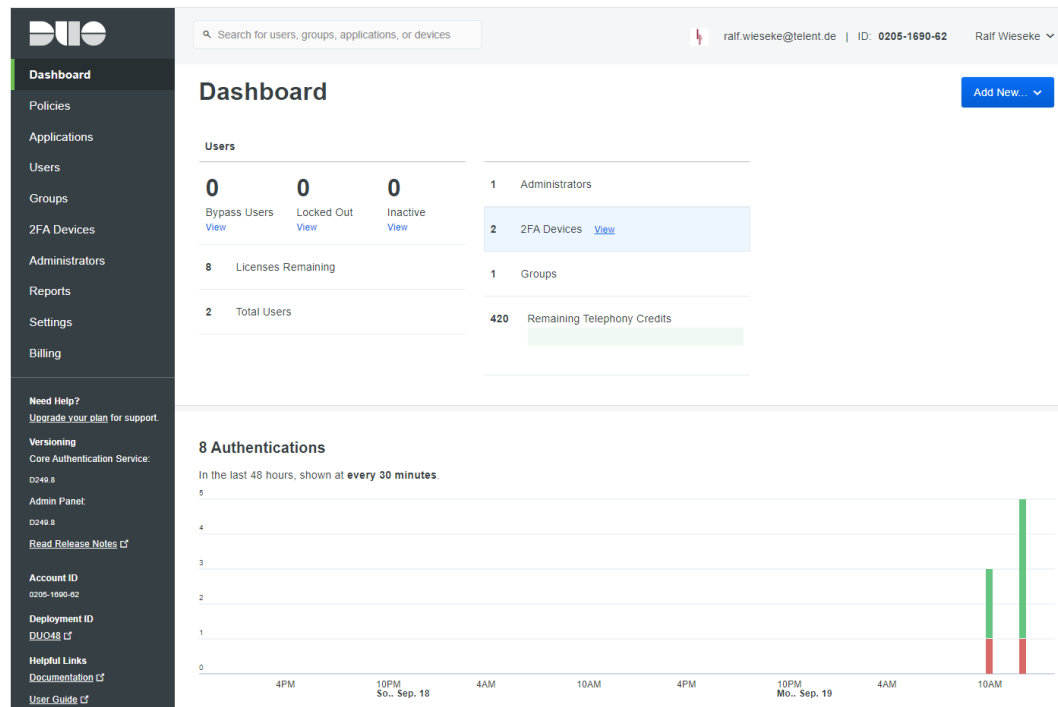 DUO
Search for users, groups, applications, or devices
ralf.wieseke@telent.de | ID: 0205-1690-62 Ralf Wieseke
Dashboard
Policies
Applications
Users
Groups
2FA Devices
Administrators
Reports
Settings
Billing
Need Help?
Upgrade your plan for support.
Versioning
Core Authentication Service:
D249.8
Admin Panel:
D249.8
Read Release Notes
Account ID
0205-1690-62
Deployment ID
DUO48
Helpful Links
Documentation
User Guide
Dashboard
Add New...
Users
0 0 0
Bypass Users Locked Out Inactive
View View View
8 Licenses Remaining
2 Total Users
1 Administrators
2 2FA Devices View
1 Groups
420 Remaining Telephony Credits
8 Authentications
In the last 48 hours, shown at every 30 minutes.
5
4
3
2
1
0
4PM 10PM 4AM 10AM 4PM 10PM 4AM 10AM
So.. Sep. 18 Mo.. Sep. 19